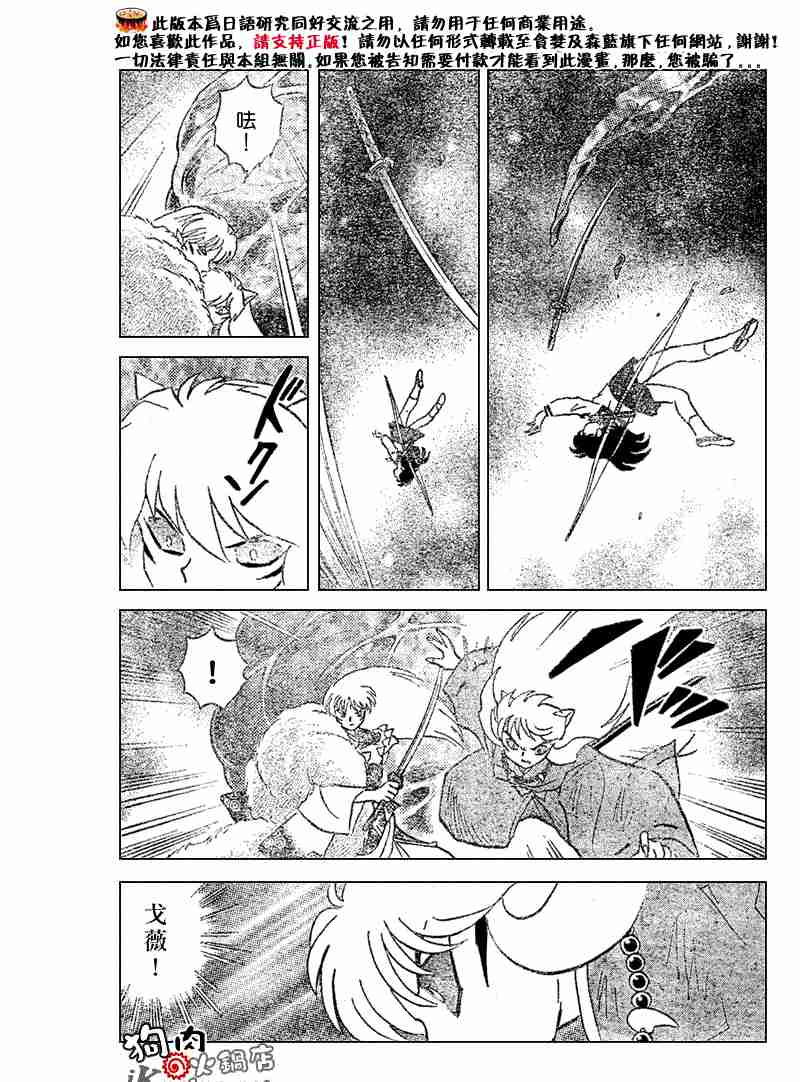 此版本爲日語研究同好交流之用，請勿用于任何商業用途。
如您喜歡此作品，請支持正版！請勿以任何形式轉載至貪婪及森藍旗下任何網站，謝謝！
一切法律責任與本組無關，如果您被告知需要付款才能看到此漫畫，那麼，您被騙了...
呿！
ドクン
！
バッ
戈薇！
狗肉火鍋店